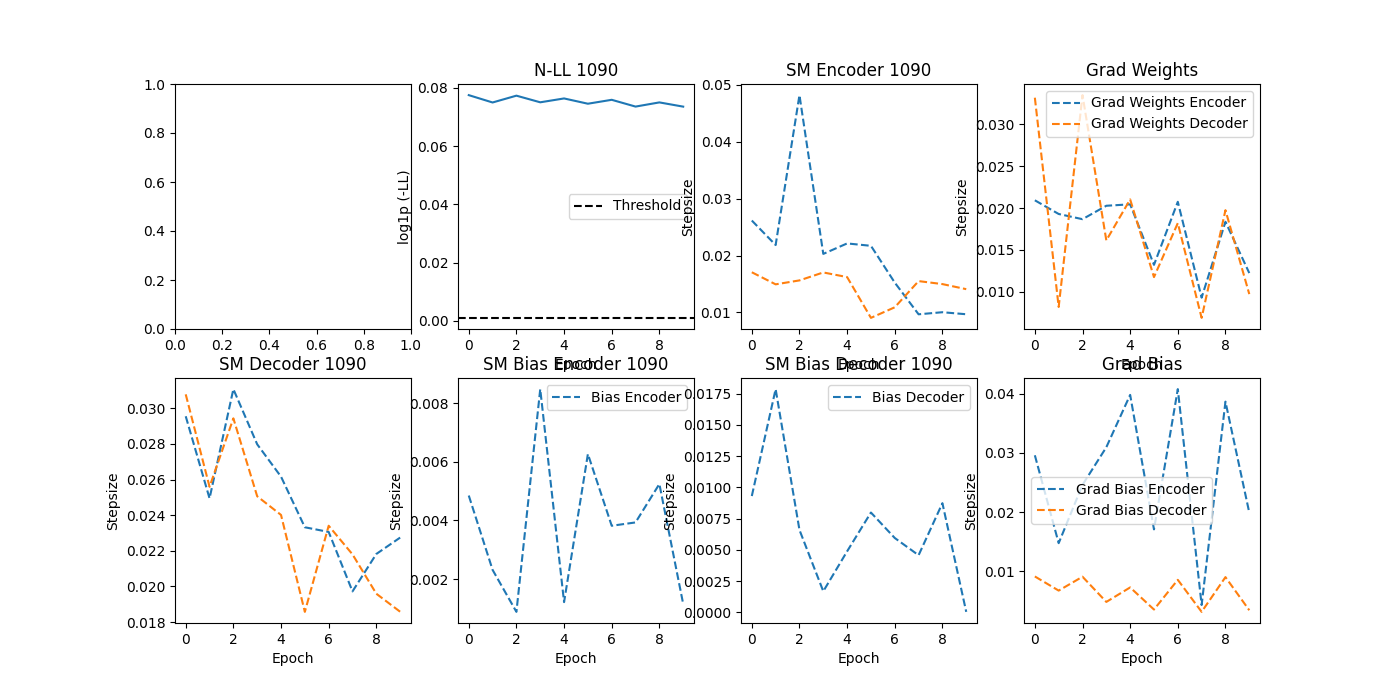 N-LL 1090
SM Encoder 1090
Grad Weights
1.0
0.8
0.6
0.4
0.2
0.0
0.0 0.2 0.4 0.6 0.8 1.0
log1p (-LL)
0.08
0.06
0.04
0.02
0.00
Threshold
0 2 4 6 8
Epoch
Stepsize
0.05
0.04
0.03
0.02
0.01
0 2 4 6 8
Epoch
Stepsize
0.030
0.025
0.020
0.015
0.010
Grad Weights Encoder
Grad Weights Decoder
0 2 4 6 8
Epoch
SM Decoder 1090
SM Bias Encoder 1090
SM Bias Decoder 1090
Grad Bias
Stepsize
0.030
0.028
0.026
0.024
0.022
0.020
0.018
0 2 4 6 8
Epoch
Stepsize
0.008
0.006
0.004
0.002
Bias Encoder
0 2 4 6 8
Epoch
Stepsize
0.0175
0.0150
0.0125
0.0100
0.0075
0.0050
0.0025
0.0000
Bias Decoder
0 2 4 6 8
Epoch
Stepsize
0.04
0.03
0.02
0.01
Grad Bias Encoder
Grad Bias Decoder
0 2 4 6 8
Epoch